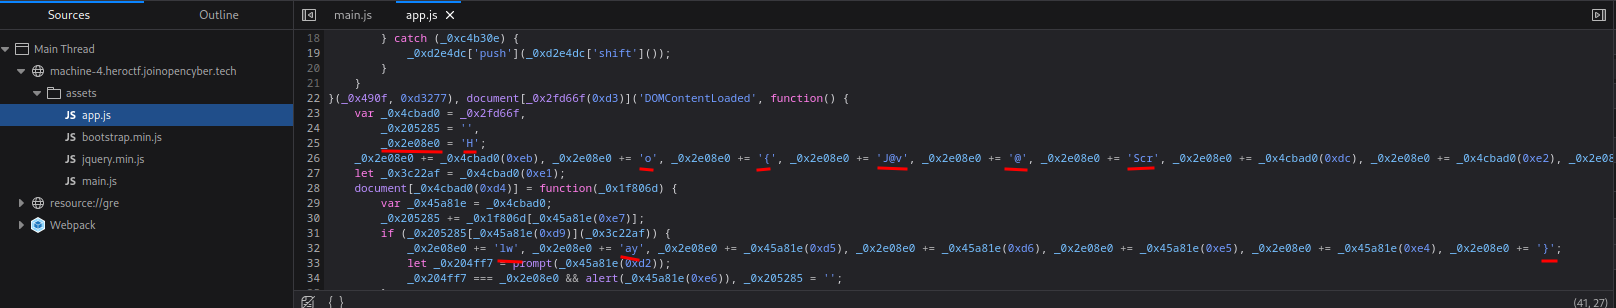 Sources
Outline
main.js
app.js
Main Thread
machine-4.heroctf.joinopencyber.tech
assets
JS app.js
JS bootstrap.min.js
JS jquery.min.js
JS main.js
resource://gre
Webpack
18 } catch (_0xc4b30e) {
19 _0xd2e4dc['push'](_0xd2e4dc['shift']());
20 }
21 }
22 }(_0x490f, 0xd3277), document[_0x2fd66f(0xd3)]('DOMContentLoaded', function() {
23 var _0x4cbad0 = _0x2fd66f,
24 _0x205285 = '',
25 _0x2e08e0 = 'H';
26 _0x2e08e0 += _0x4cbad0(0xeb), _0x2e08e0 += 'o', _0x2e08e0 += '{', _0x2e08e0 += 'J@v', _0x2e08e0 += '@', _0x2e08e0 += 'Scr', _0x2e08e0 += _0x4cbad0(0xdc), _0x2e08e0 += _0x4cbad0(0xe2), _0x2e08e0
27 let _0x3c22af = _0x4cbad0(0xe1);
28 document[_0x4cbad0(0xd4)] = function(_0x1f806d) {
29 var _0x45a81e = _0x4cbad0;
30 _0x205285 += _0x1f806d[_0x45a81e(0xe7)];
31 if (_0x205285[_0x45a81e(0xd9)](_0x3c22af)) {
32 _0x2e08e0 += 'lw', _0x2e08e0 += 'ay', _0x2e08e0 += _0x45a81e(0xd5), _0x2e08e0 += _0x45a81e(0xd6), _0x2e08e0 += _0x45a81e(0xe5), _0x2e08e0 += _0x45a81e(0xe4), _0x2e08e0 += '}';
33 let _0x204ff7 = prompt(_0x45a81e(0xd2));
34 _0x204ff7 === _0x2e08e0 && alert(_0x45a81e(0xe6)), _0x205285 = '';
{ }
(41, 27)